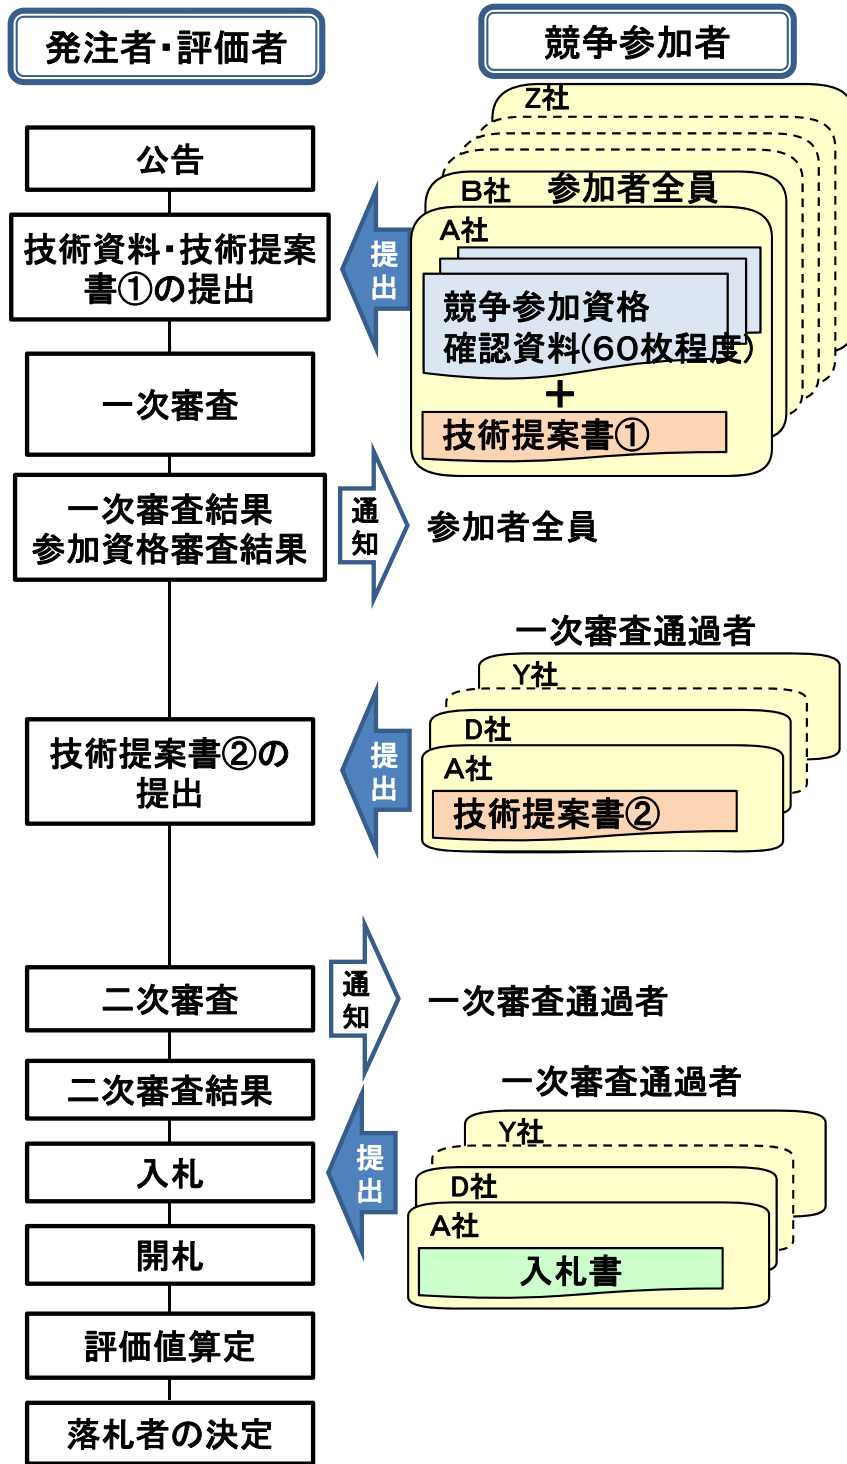 発注者・評価者
競争参加者
公告
技術資料・技術提案
書①の提出
一次審査
一次審査結果
参加資格審査結果
技術提案書②の
提出
二次審査
二次審査結果
入札
開札
評価値算定
落札者の決定
提
出
Z社
B社 参加者全員
A社
競争参加資格
確認資料(60枚程度)
+
技術提案書①
通
知
参加者全員
一次審査通過者
提
出
Y社
D社
A社
技術提案書②
通
知
一次審査通過者
一次審査通過者
提
出
Y社
D社
A社
入札書